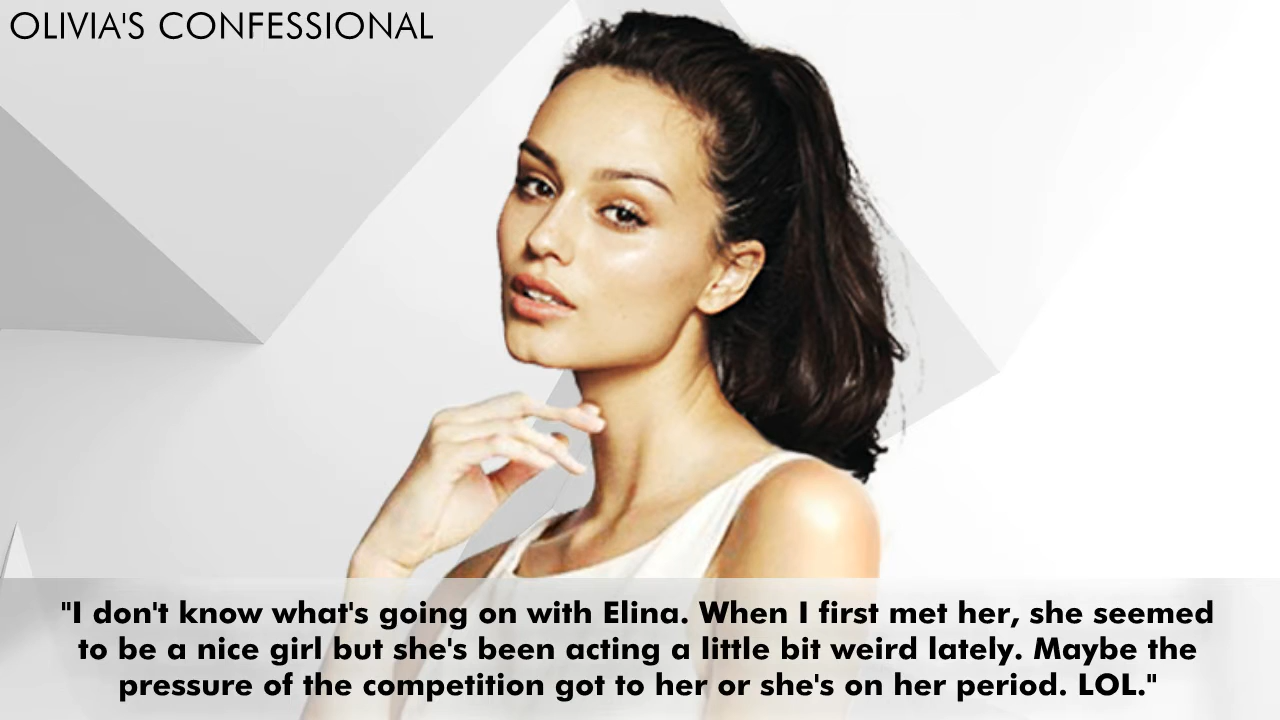 OLIVIA'S CONFESSIONAL
"I don't know what's going on with Elina. When I first met her, she seemed
to be a nice girl but she's been acting a little bit weird lately. Maybe the
pressure of the competition got to her or she's on her period. LOL."